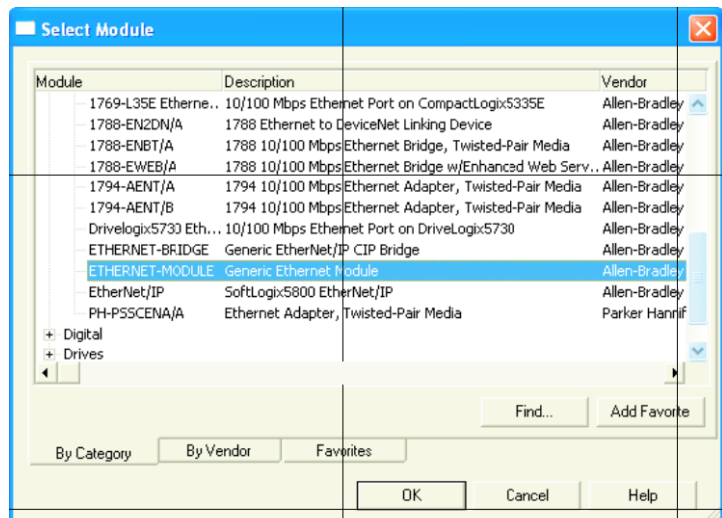 Select Module
Module Description Vendor
1769-L35E Etherne... 10/100 Mbps Ethernet Port on CompactLogix5335E Allen-Bradley
1788-EN2DN/A 1788 Ethernet to DeviceNet Linking Device Allen-Bradley
1788-ENBT/A 1788 10/100 Mbps Ethernet Bridge, Twisted-Pair Media Allen-Bradley
1788-EWEB/A 1788 10/100 Mbps Ethernet Bridge w/Enhanced Web Serv... Allen-Bradley
1794-AENT/A 1794 10/100 Mbps Ethernet Adapter, Twisted-Pair Media Allen-Bradley
1794-AENT/B 1794 10/100 Mbps Ethernet Adapter, Twisted-Pair Media Allen-Bradley
Drivelogix5730 Eth... 10/100 Mbps Ethernet Port on DriveLogix5730 Allen-Bradley
ETHERNET-BRIDGE Generic EtherNet/IP CIP Bridge Allen-Bradley
ETHERNET-MODULE Generic Ethernet Module Allen-Bradley
EtherNet/IP SoftLogix5800 EtherNet/IP Allen-Bradley
PH-PSSCENA/A Ethernet Adapter, Twisted-Pair Media Parker Hannif
Digital
Drives
Find... Add Favorite
By Category By Vendor Favorites
OK Cancel Help